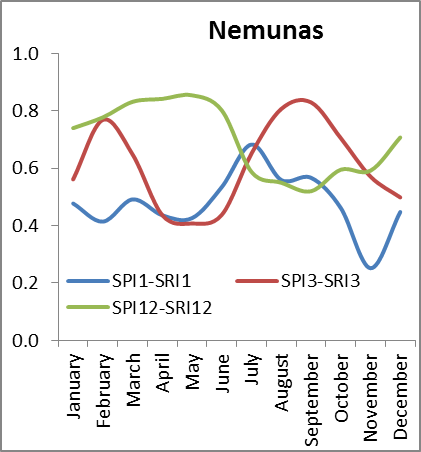 Nemunas
1.0
0.8
0.6
0.4
0.2
0.0
SPI1-SRI1 SPI3-SRI3
SPI12-SRI12
January
February
March
April
May
June
July
August
September
October
November
December